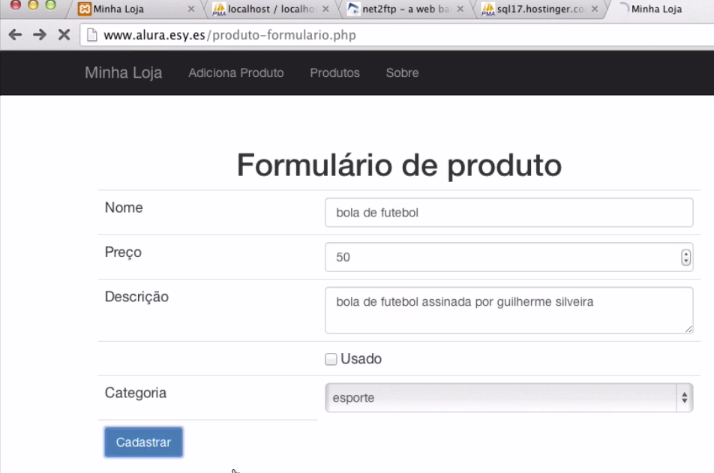 Minha Loja
localhost / localho
net2ftp - a web ba
sql17.hostinger.co
Minha Loja
www.alura.esy.es/produto-formulario.php
Minha Loja Adiciona Produto Produtos Sobre
Formulário de produto
Nome bola de futebol
Preço 50
Descrição bola de futebol assinada por guilherme silveira
Usado
Categoria esporte
Cadastrar